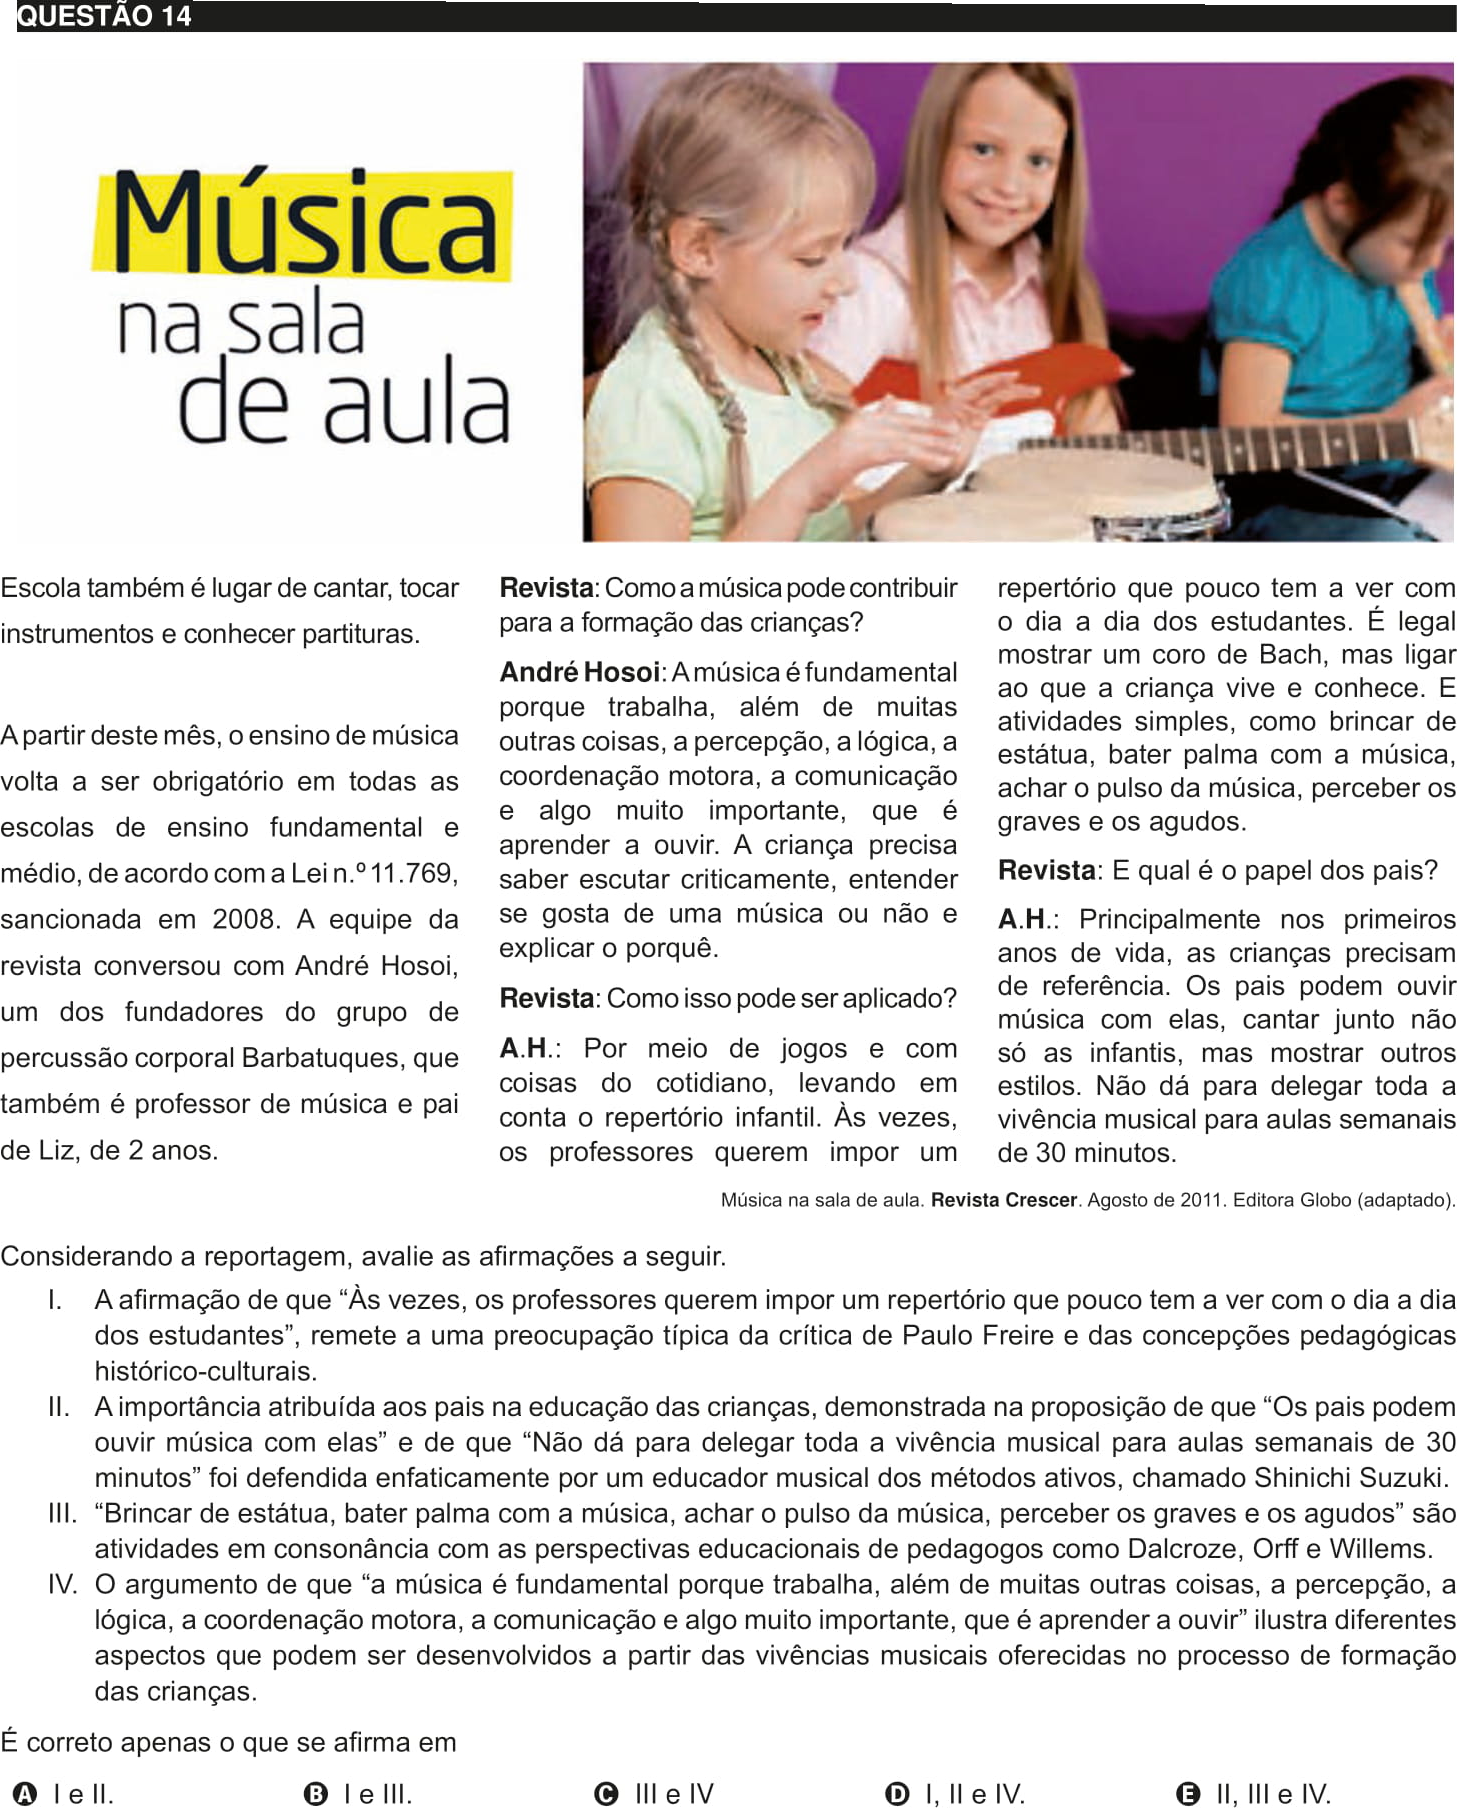 QUESTÃO 14
Música
na sala
de aula
Escola também é lugar de cantar, tocar
instrumentos e conhecer partituras.
A partir deste mês, o ensino de música
volta a ser obrigatório em todas as
escolas de ensino fundamental e
médio, de acordo com a Lei n.º 11.769,
sancionada em 2008. A equipe da
revista conversou com André Hosoi,
um dos fundadores do grupo de
percussão corporal Barbatuques, que
também é professor de música e pai
de Liz, de 2 anos.
Revista: Como a música pode contribuir
para a formação das crianças?
André Hosoi: A música é fundamental
porque trabalha, além de muitas
outras coisas, a percepção, a lógica, a
coordenação motora, a comunicação
e algo muito importante, que é
aprender a ouvir. A criança precisa
saber escutar criticamente, entender
se gosta de uma música ou não e
explicar o porquê.
Revista: Como isso pode ser aplicado?
A.H.: Por meio de jogos e com
coisas do cotidiano, levando em
conta o repertório infantil. Às vezes,
os professores querem impor um
repertório que pouco tem a ver com
o dia a dia dos estudantes. É legal
mostrar um coro de Bach, mas ligar
ao que a criança vive e conhece. E
atividades simples, como brincar de
estátua, bater palma com a música,
achar o pulso da música, perceber os
graves e os agudos.
Revista: E qual é o papel dos pais?
A.H.: Principalmente nos primeiros
anos de vida, as crianças precisam
de referência. Os pais podem ouvir
música com elas, cantar junto não
só as infantis, mas mostrar outros
estilos. Não dá para delegar toda a
vivência musical para aulas semanais
de 30 minutos.
Música na sala de aula. Revista Crescer. Agosto de 2011. Editora Globo (adaptado).
Considerando a reportagem, avalie as afirmações a seguir.
I. A afirmação de que “Às vezes, os professores querem impor um repertório que pouco tem a ver com o dia a dia
dos estudantes”, remete a uma preocupação típica da crítica de Paulo Freire e das concepções pedagógicas
histórico-culturais.
II. A importância atribuída aos pais na educação das crianças, demonstrada na proposição de que “Os pais podem
ouvir música com elas” e de que “Não dá para delegar toda a vivência musical para aulas semanais de 30
minutos” foi defendida enfaticamente por um educador musical dos métodos ativos, chamado Shinichi Suzuki.
III. “Brincar de estátua, bater palma com a música, achar o pulso da música, perceber os graves e os agudos” são
atividades em consonância com as perspectivas educacionais de pedagogos como Dalcroze, Orff e Willems.
IV. O argumento de que “a música é fundamental porque trabalha, além de muitas outras coisas, a percepção, a
lógica, a coordenação motora, a comunicação e algo muito importante, que é aprender a ouvir” ilustra diferentes
aspectos que podem ser desenvolvidos a partir das vivências musicais oferecidas no processo de formação
das crianças.
É correto apenas o que se afirma em
A I e II.
B I e III.
C III e IV
D I, II e IV.
E II, III e IV.